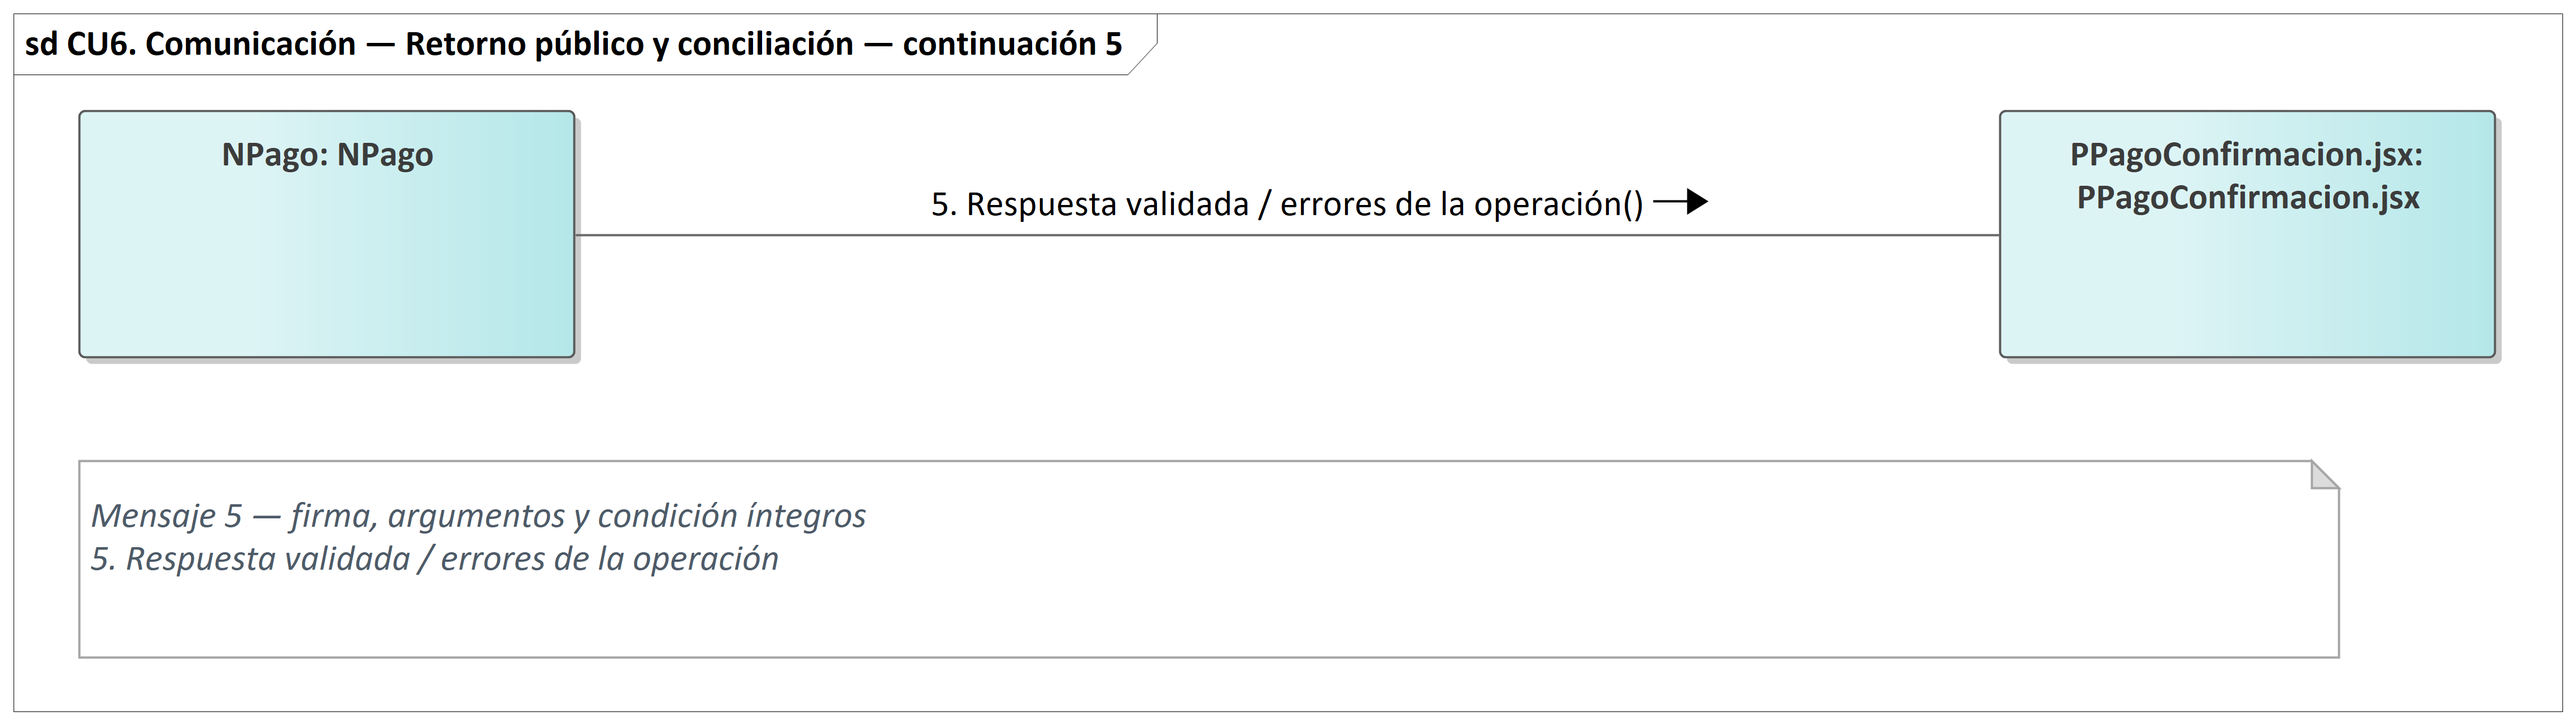 sd CU6. Comunicación — Retorno público y conciliación — continuación 5
NPago: NPago
5. Respuesta validada / errores de la operación()
PPagoConfirmacion.jsx:
PPagoConfirmacion.jsx
Mensaje 5 — firma, argumentos y condición íntegros
5. Respuesta validada / errores de la operación